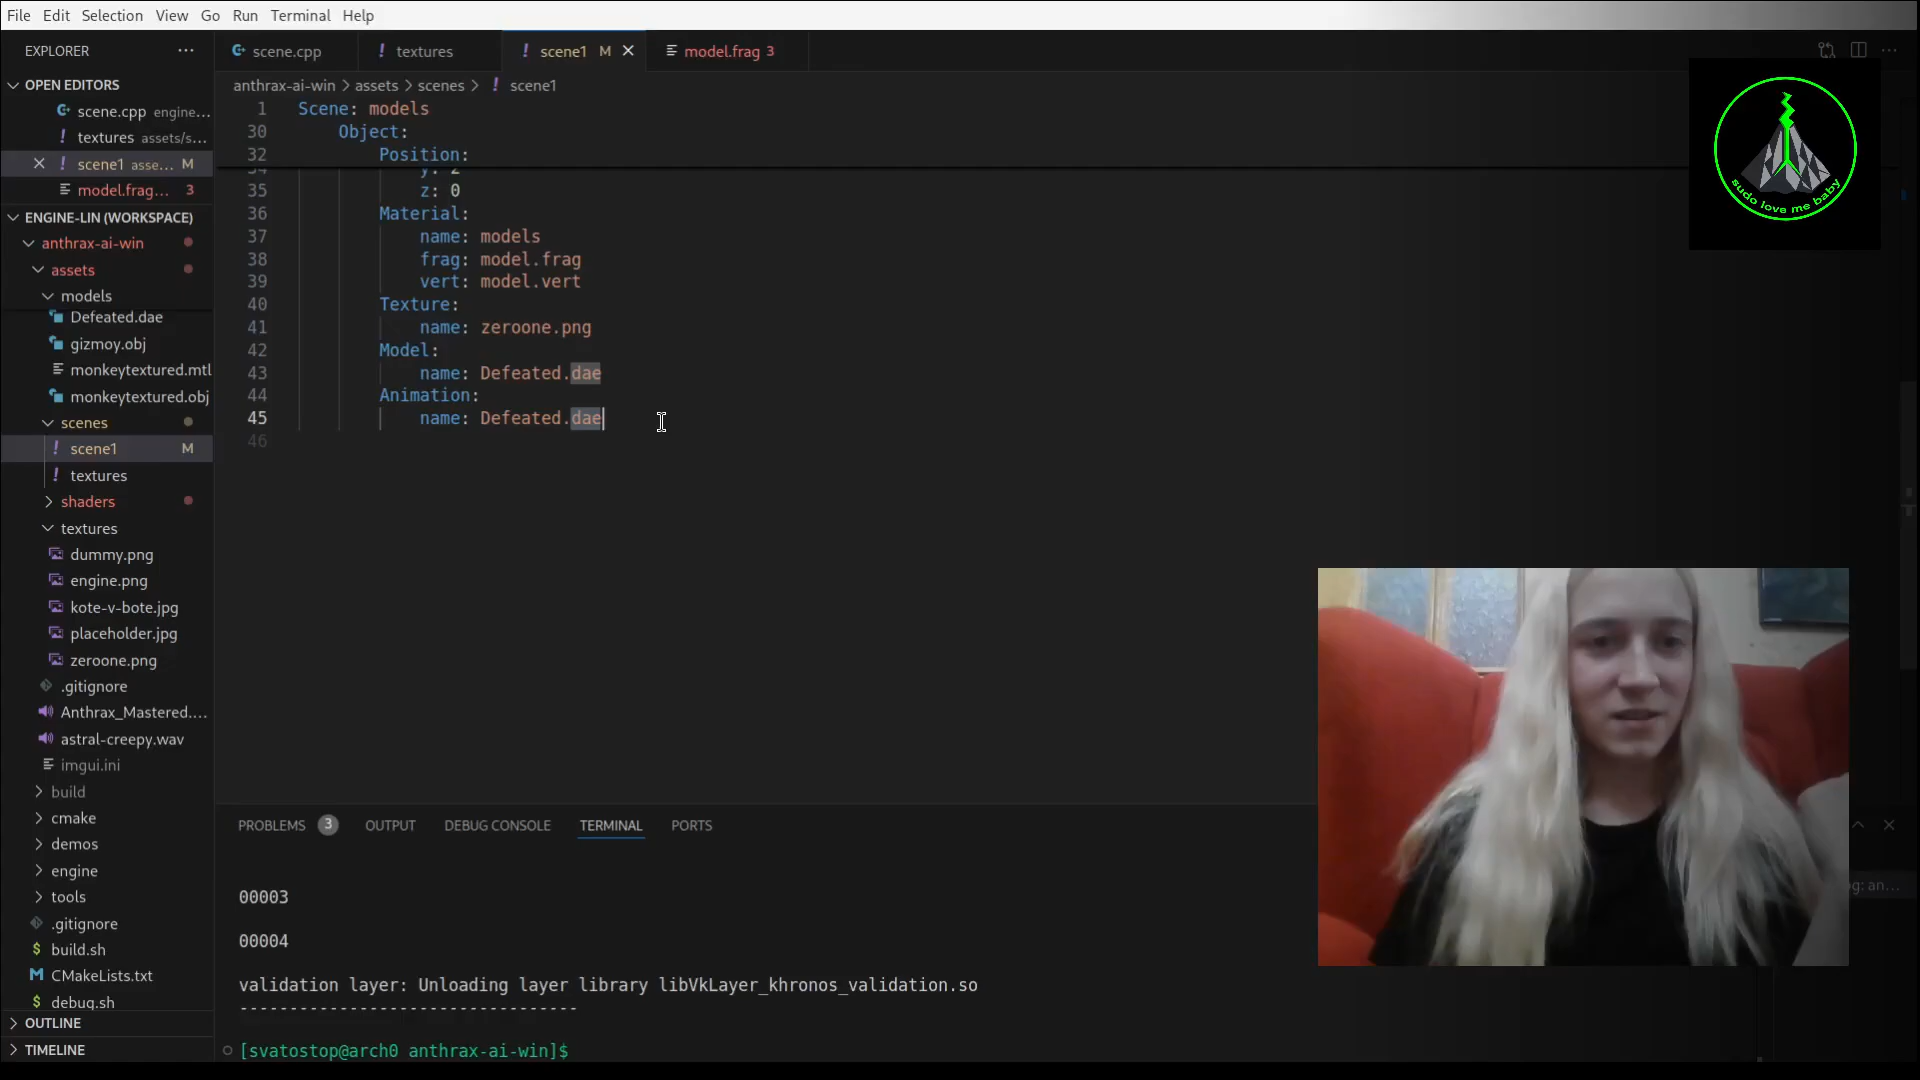 File Edit Selection View Go Run Terminal Help
EXPLORER
scene.cpp
textures
scene1 M
model.frag 3
OPEN EDITORS
scene.cpp engine...
textures assets/s...
scene1 asse... M
model.frag... 3
ENGINE-LIN (WORKSPACE)
anthrax-ai-win
assets
models
Defeated.dae
gizmoy.obj
monkeytextured.mtl
monkeytextured.obj
scenes
scene1 M
textures
shaders
textures
dummy.png
engine.png
kote-v-bote.jpg
placeholder.jpg
zeroone.png
.gitignore
Anthrax_Mastered....
astral-creepy.wav
imgui.ini
build
cmake
demos
engine
tools
.gitignore
build.sh
CMakeLists.txt
debug.sh
OUTLINE
TIMELINE
anthrax-ai-win > assets > scenes > scene1
1 Scene: models
30 Object:
32 Position:
34 y: 2
35 z: 0
36 Material:
37 name: models
38 frag: model.frag
39 vert: model.vert
40 Texture:
41 name: zeroone.png
42 Model:
43 name: Defeated.dae
44 Animation:
45 name: Defeated.dae
46
sudo love me baby
PROBLEMS 3 OUTPUT DEBUG CONSOLE TERMINAL PORTS
00003
00004
validation layer: Unloading layer library libVkLayer_khronos_validation.so
----------------------------------
[svatostop@arch0 anthrax-ai-win]$